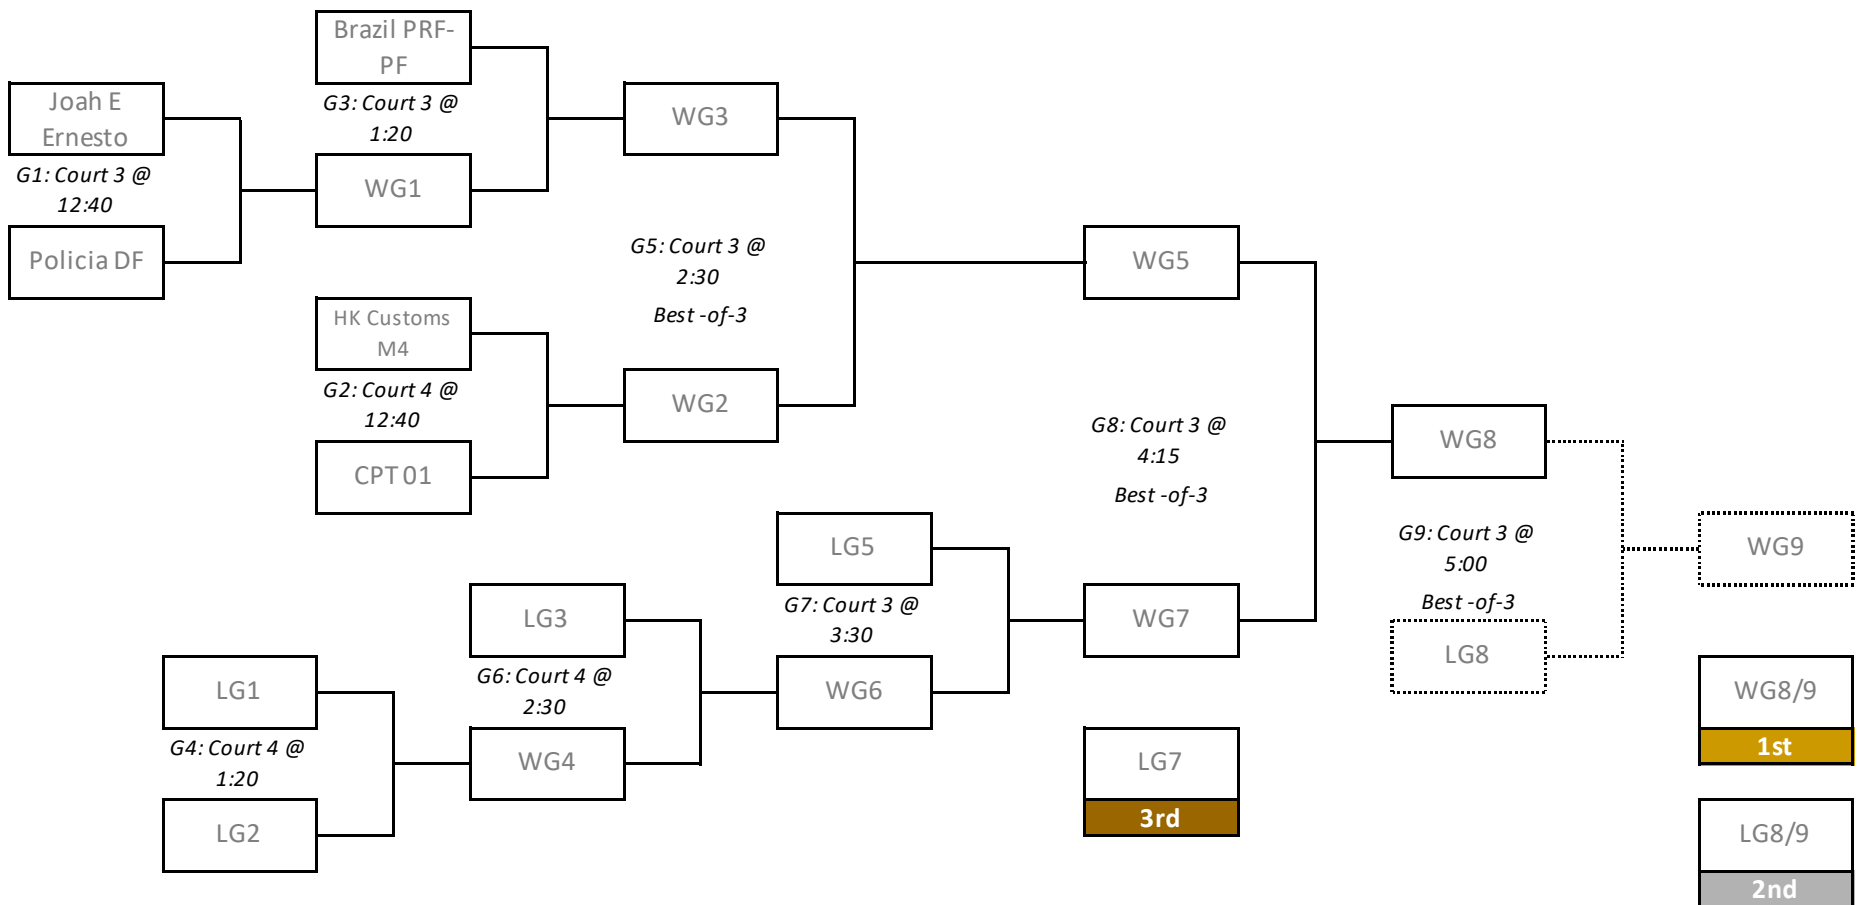 Brazil PRF-
PF
Joah E
Ernesto
G3: Court 3 @
1:20
WG3
G1: Court 3 @
12:40
WG1
Policia DF
G5: Court 3 @
2:30
Best -of-3
WG5
HK Customs
M4
G2: Court 4 @
12:40
WG2
CPT 01
G8: Court 3 @
4:15
Best -of-3
WG8
LG5
G9: Court 3 @
5:00
Best -of-3
WG9
LG3
G7: Court 3 @
3:30
WG7
LG8
LG1
G6: Court 4 @
2:30
WG6
WG8/9
1st
G4: Court 4 @
1:20
WG4
LG7
3rd
LG2
LG8/9
2nd